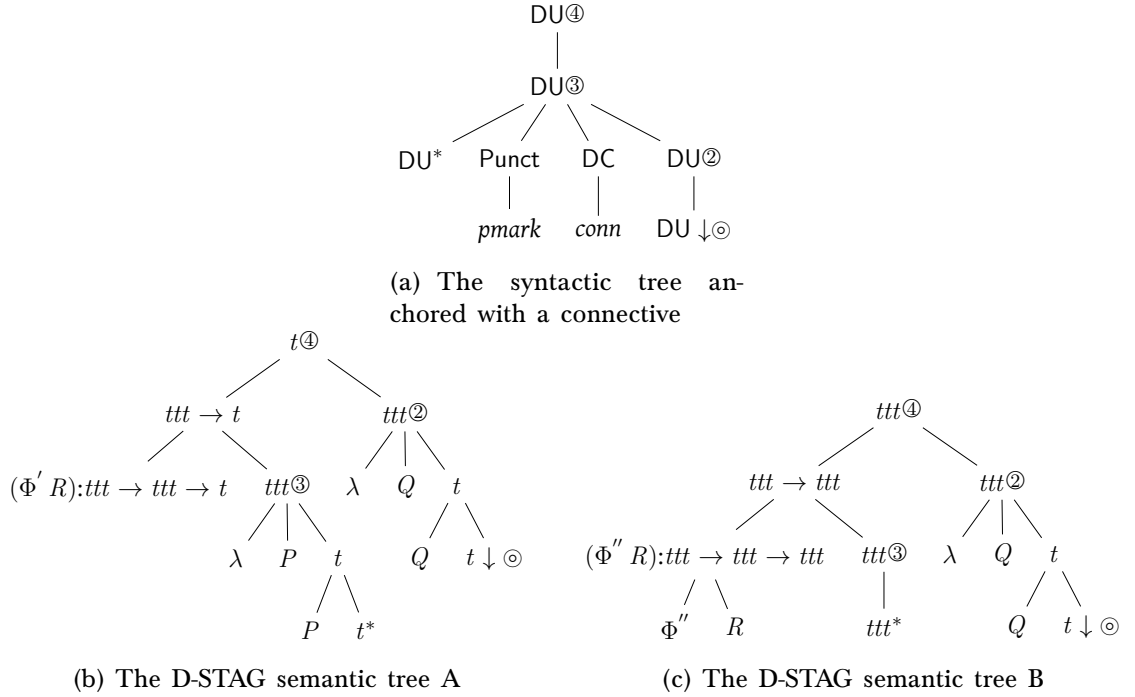 DU④
DU③
DU* Punct DC DU②
pmark conn DU ↓◎
(a) The syntactic tree an-
chored with a connective
t④
ttt → t ttt②
(Φ′ R):ttt → ttt → t ttt③ λ Q t
λ P t Q t ↓ ◎
P t*
(b) The D-STAG semantic tree A
ttt④
ttt → ttt ttt②
(Φ″ R):ttt → ttt → ttt ttt③ λ Q t
Φ″ R ttt* Q t ↓ ◎
(c) The D-STAG semantic tree B